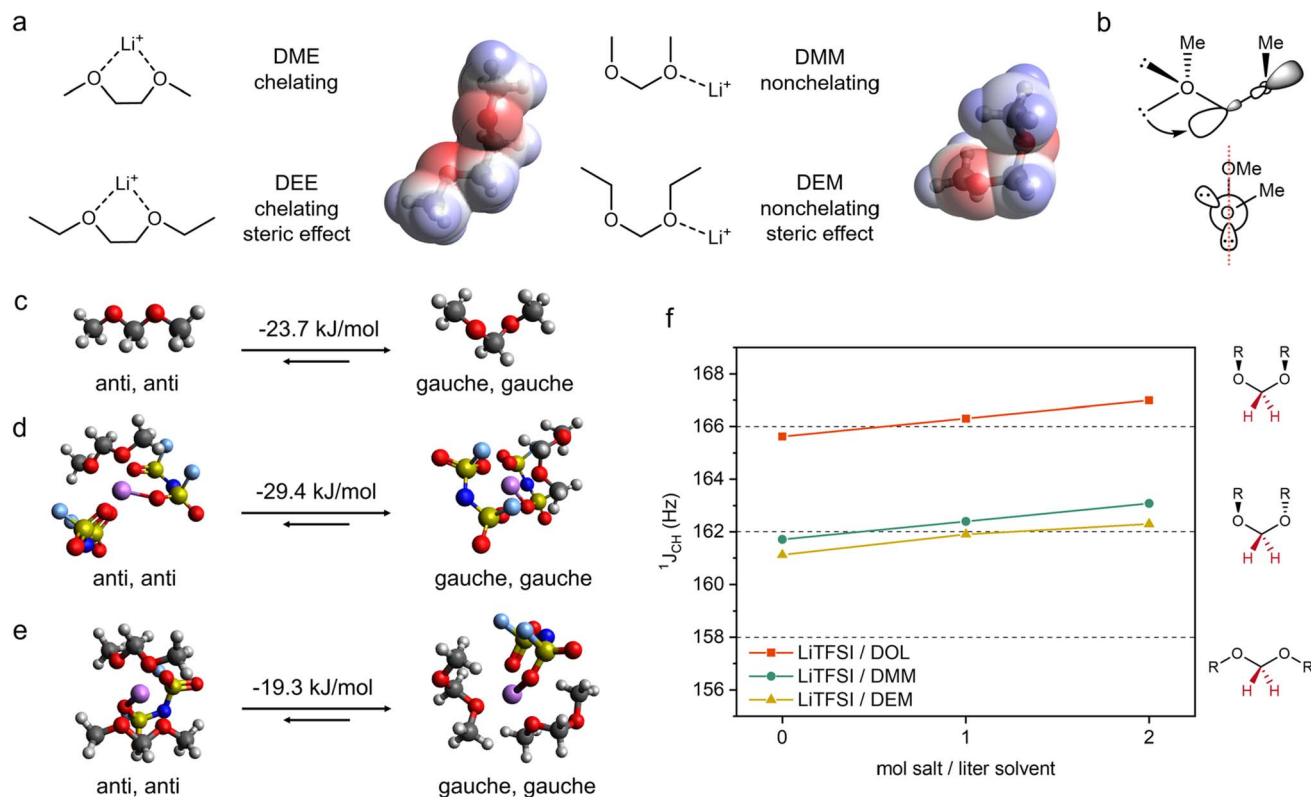 a
Li⁺
O
O
DME
chelating
O
O
Li⁺
DMM
nonchelating
Li⁺
O
O
DEE
chelating
steric effect
O
O
Li⁺
DEM
nonchelating
steric effect
b
Me
Me
O
OMe
Me
O
c
-23.7 kJ/mol
anti, anti
gauche, gauche
d
-29.4 kJ/mol
anti, anti
gauche, gauche
e
-19.3 kJ/mol
anti, anti
gauche, gauche
f
¹J_CH (Hz)
168
166
164
162
160
158
156
LiTFSI / DOL
LiTFSI / DMM
LiTFSI / DEM
0
1
2
mol salt / liter solvent
R
R
O
O
H
H
R
R
O
O
H
H
R
O
O
R
H
H